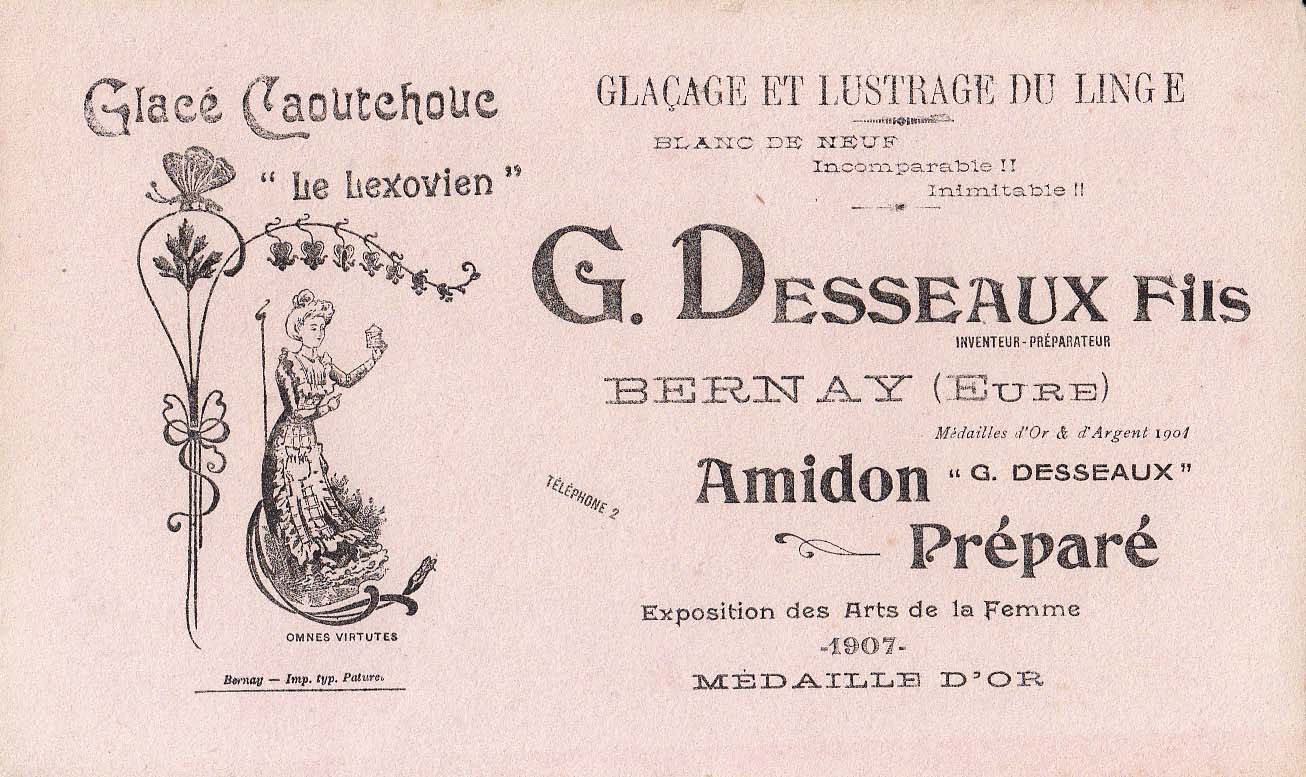 Glacé Caoutchouc
“ Le Lexovien ”
OMNES VIRTUTES
Bernay — Imp. typ. Pature.
GLAÇAGE ET LUSTRAGE DU LINGE
BLANC DE NEUF
Incomparable !!
Inimitable !!
G. DESSEAUX Fils
INVENTEUR-PRÉPARATEUR
BERNAY (EURE)
Médailles d'Or & d'Argent 1901
TÉLÉPHONE 2
Amidon “ G. DESSEAUX ”
Préparé
Exposition des Arts de la Femme
-1907-
MÉDAILLE D'OR